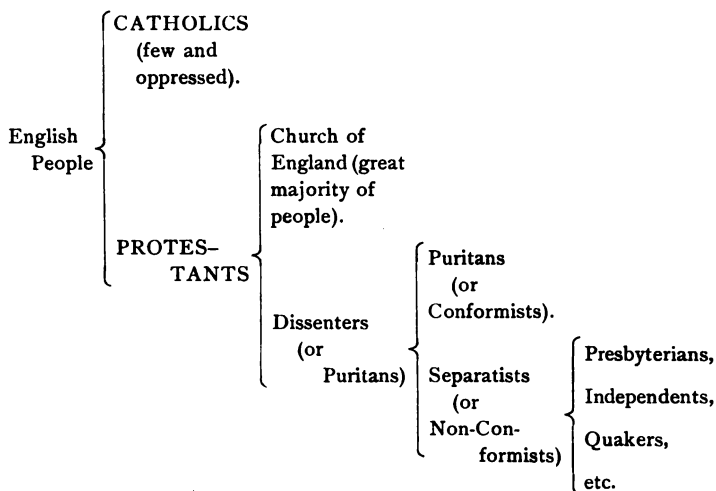 CATHOLICS
(few and
oppressed).
English
People
Church of
England (great
majority of
people).
PROTES–
TANTS
Puritans
(or
Conformists).
Dissenters
(or
Puritans)
Separatists
(or
Non-Con-
formists)
Presbyterians,
Independents,
Quakers,
etc.